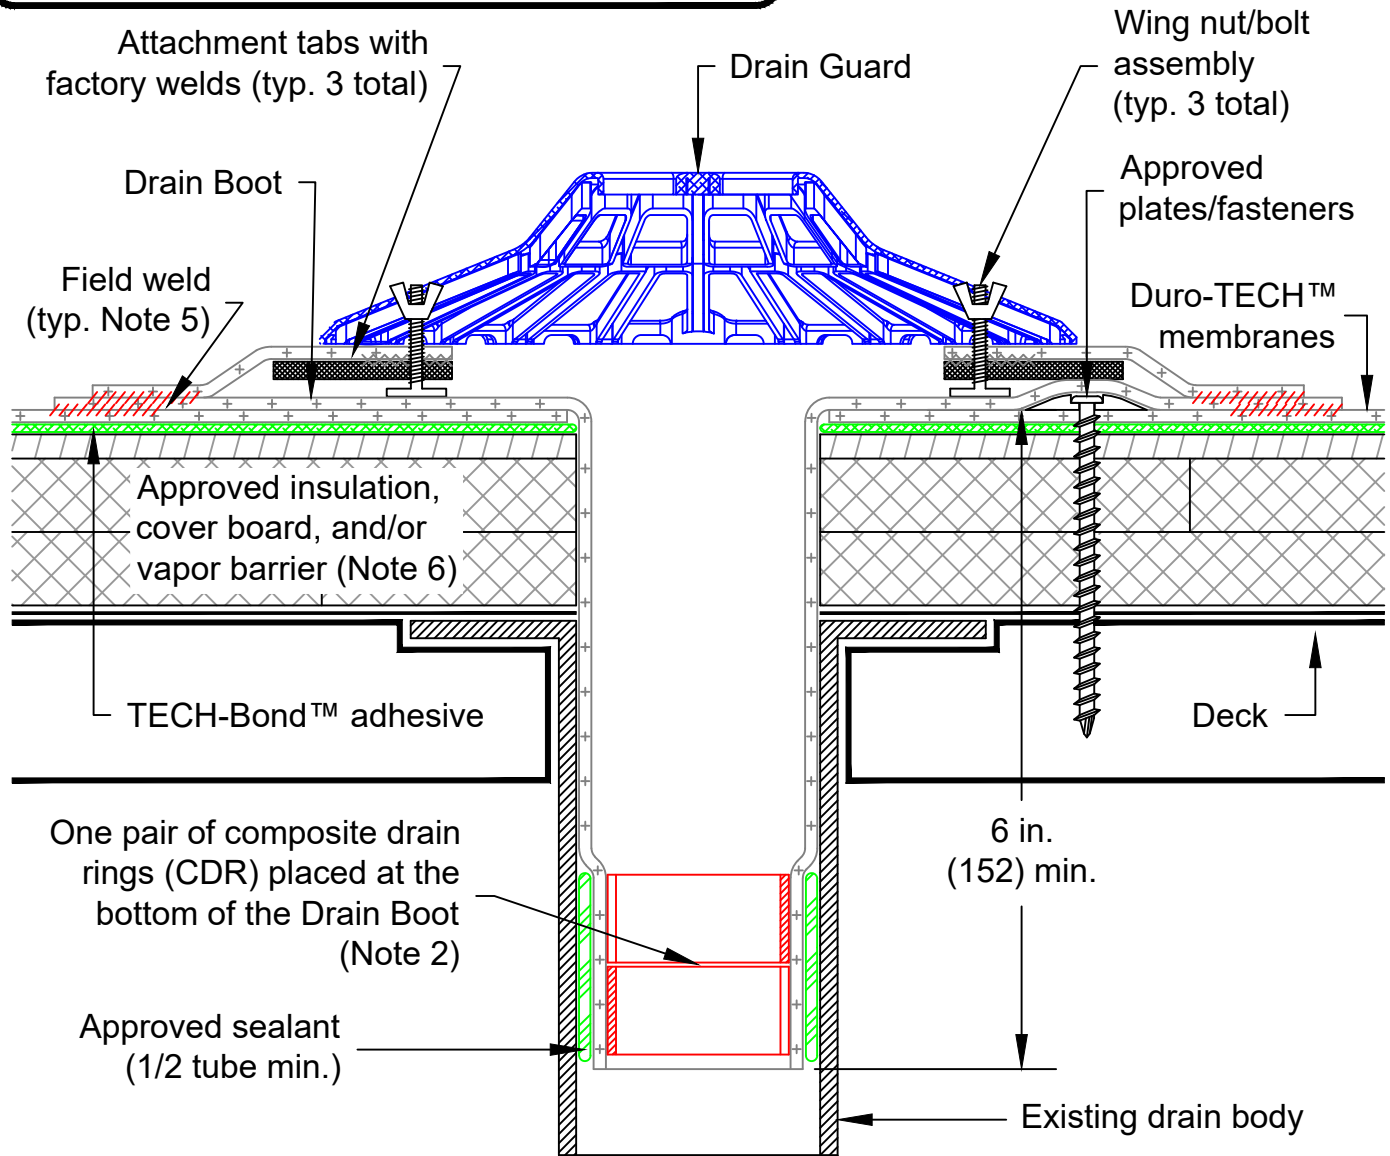 Attachment tabs with
factory welds (typ. 3 total)
Drain Guard
Wing nut/bolt
assembly
(typ. 3 total)
Drain Boot
Approved
plates/fasteners
Field weld
(typ. Note 5)
Duro-TECH™
membranes
Approved insulation,
cover board, and/or
vapor barrier (Note 6)
TECH-Bond™ adhesive
Deck
One pair of composite drain
rings (CDR) placed at the
bottom of the Drain Boot
(Note 2)
6 in.
(152) min.
Approved sealant
(1/2 tube min.)
Existing drain body